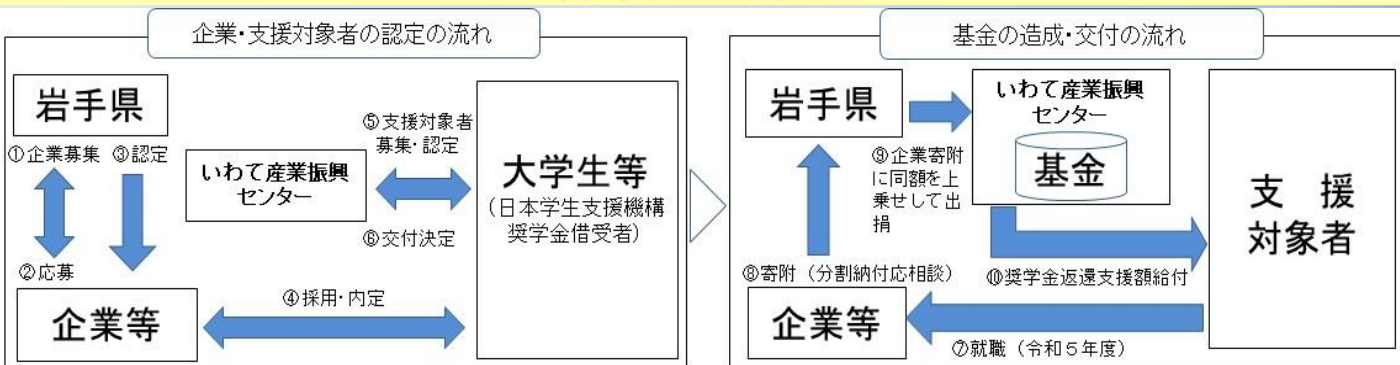 企業・支援対象者の認定の流れ
岩手県
①企業募集
③認定
②応募
企業等
いわて産業振興
センター
⑤支援対象者
募集・認定
⑥交付決定
④採用・内定
大学生等
（日本学生支援機構
奨学金借受者）
基金の造成・交付の流れ
岩手県
いわて産業振興
センター
基金
⑨企業寄附
に同額を上
乗せして出
捐
⑧寄附（分割納付応相談）
企業等
⑩奨学金返還支援額給付
⑦就職（令和５年度）
支　援
対象者